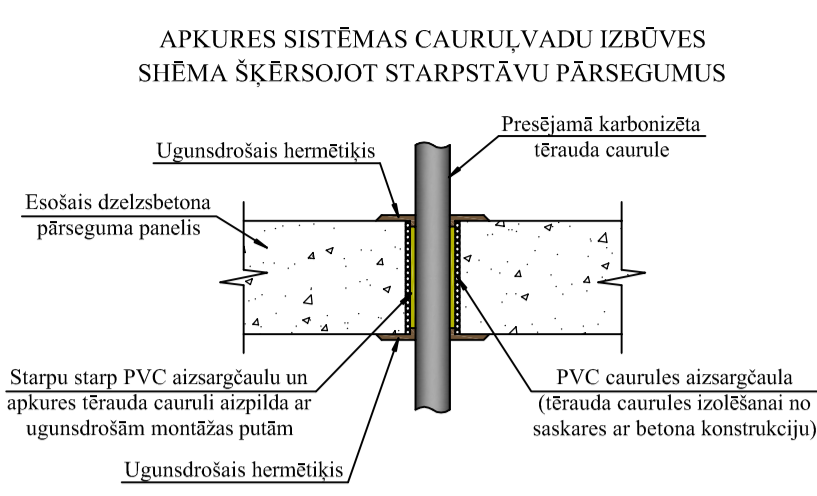 APKURES SISTĒMAS CAURUĻVADU IZBŪVES
SHĒMA ŠĶĒRSOJOT STARPSTĀVU PĀRSEGUMUS
Presējamā karbonizēta
tērauda caurule
Ugunsdrošais hermētiķis
Esošais dzelzsbetona
pārseguma panelis
Starpu starp PVC aizsargčaulu un
apkures tērauda cauruli aizpilda ar
ugunsdrošām montāžas putām
PVC caurules aizsargčaula
(tērauda caurules izolēšanai no
saskares ar betona konstrukciju)
Ugunsdrošais hermētiķis